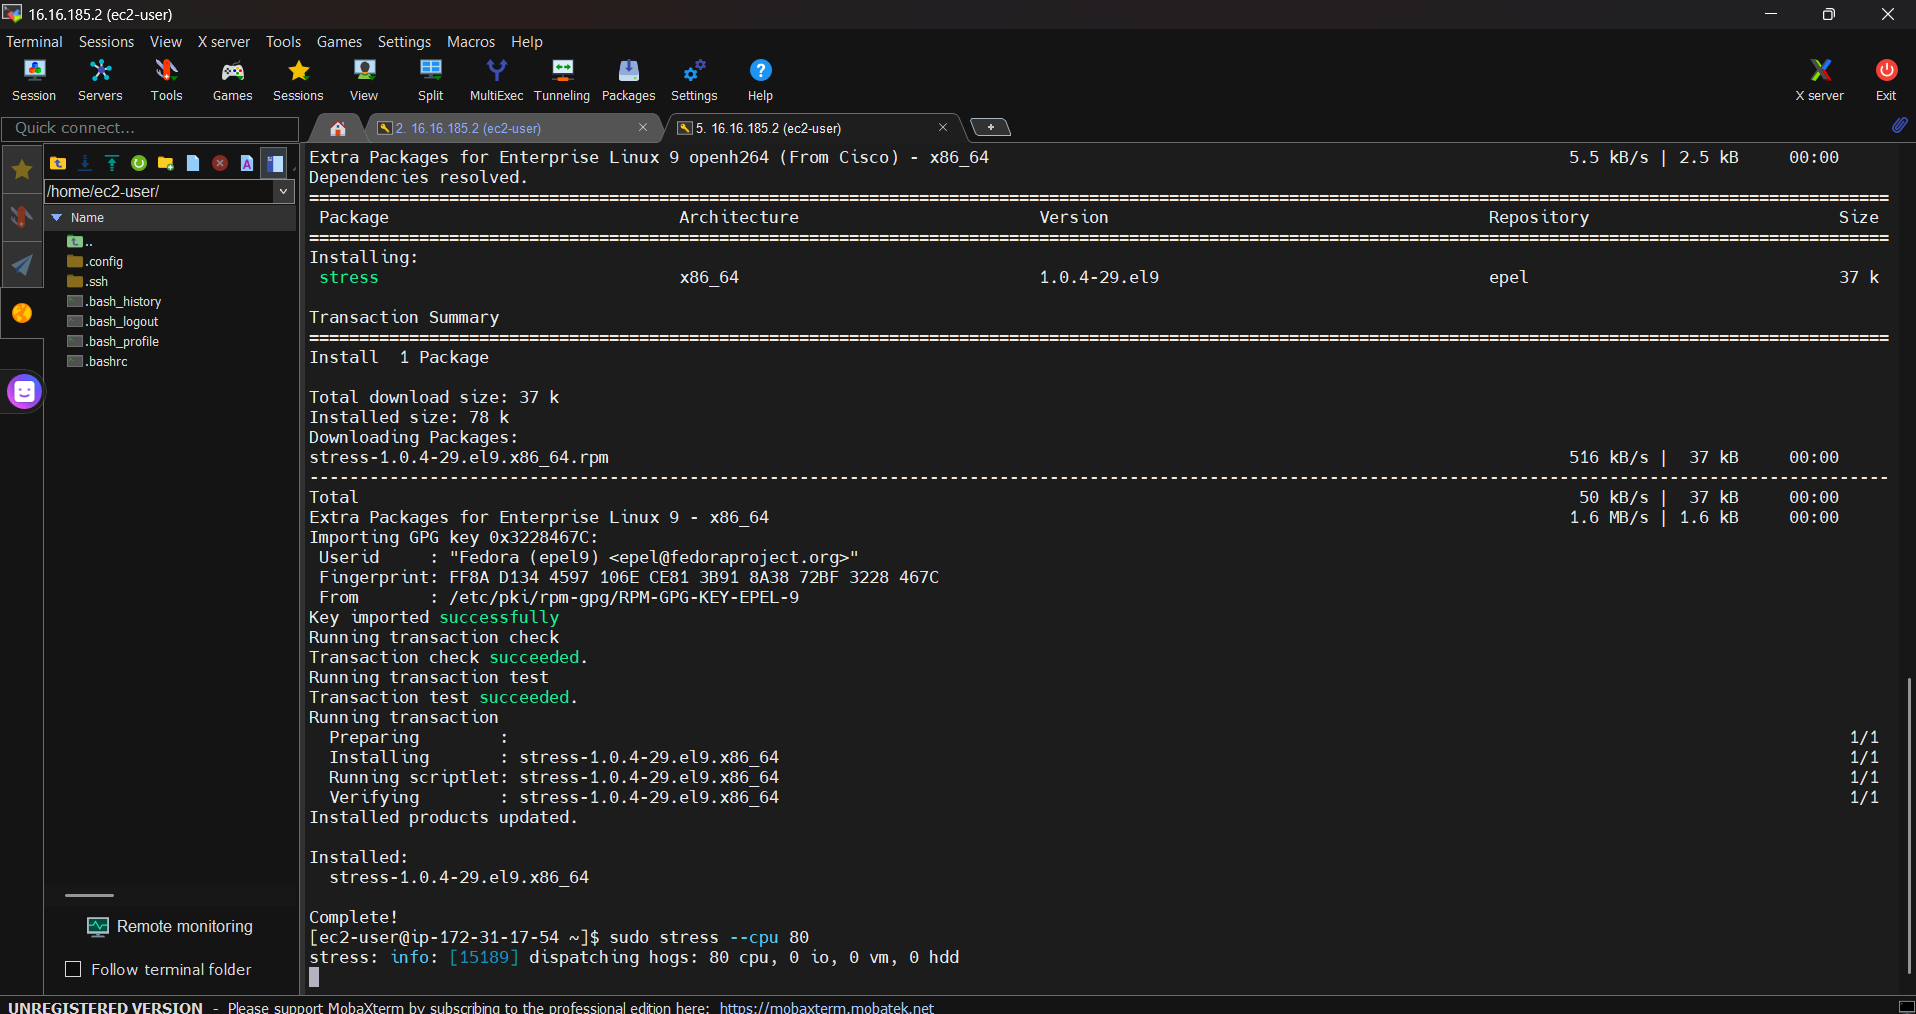 16.16.185.2 (ec2-user)
Terminal Sessions View X server Tools Games Settings Macros Help
Session Servers Tools Games Sessions View Split MultiExec Tunneling Packages Settings Help X server Exit
Quick connect...
2. 16.16.185.2 (ec2-user)
5. 16.16.185.2 (ec2-user)
/home/ec2-user/
Name
..
.config
.ssh
.bash_history
.bash_logout
.bash_profile
.bashrc
Remote monitoring
Follow terminal folder
Extra Packages for Enterprise Linux 9 openh264 (From Cisco) - x86_64 5.5 kB/s | 2.5 kB 00:00
Dependencies resolved.
Package Architecture Version Repository Size
Installing:
stress x86_64 1.0.4-29.el9 epel 37 k
Transaction Summary
Install 1 Package
Total download size: 37 k
Installed size: 78 k
Downloading Packages:
stress-1.0.4-29.el9.x86_64.rpm 516 kB/s | 37 kB 00:00
Total 50 kB/s | 37 kB 00:00
Extra Packages for Enterprise Linux 9 - x86_64 1.6 MB/s | 1.6 kB 00:00
Importing GPG key 0x3228467C:
Userid : "Fedora (epel9) <epel@fedoraproject.org>"
Fingerprint: FF8A D134 4597 106E CE81 3B91 8A38 72BF 3228 467C
From : /etc/pki/rpm-gpg/RPM-GPG-KEY-EPEL-9
Key imported successfully
Running transaction check
Transaction check succeeded.
Running transaction test
Transaction test succeeded.
Running transaction
Preparing : 1/1
Installing : stress-1.0.4-29.el9.x86_64 1/1
Running scriptlet: stress-1.0.4-29.el9.x86_64 1/1
Verifying : stress-1.0.4-29.el9.x86_64 1/1
Installed products updated.
Installed:
stress-1.0.4-29.el9.x86_64
Complete!
[ec2-user@ip-172-31-17-54 ~]$ sudo stress --cpu 80
stress: info: [15189] dispatching hogs: 80 cpu, 0 io, 0 vm, 0 hdd
UNREGISTERED VERSION - Please support MobaXterm by subscribing to the professional edition here: https://mobaxterm.mobatek.net